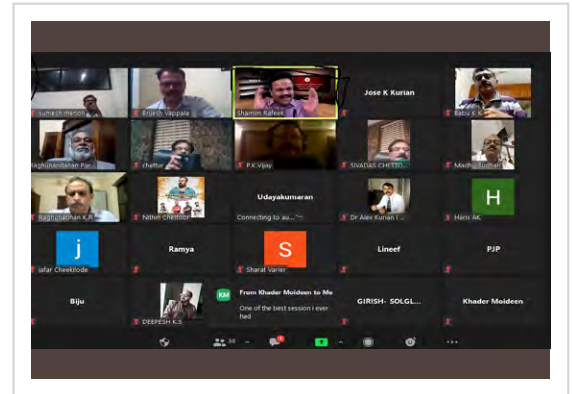 sumesh menon
Brijesh Vappala
Shamim Rafeek
Jose K Kurian
Babu K K
Raghunandanan Par...
chettur
P.K.Vijay
SIVADAS CHETTO...
Madhu Sudhan
Raghunadhan K.R
Nithin Chettoor
Udayakumaran
Connecting to au...
Dr Alex Kurian I ...
H
Haris AK
j
jafar Cheekilode
Ramya
S
Sharat Varier
Lineef
PJP
Biju
DEEPESH K.S
KM
From Khader Moideen to Me
One of the best session i ever
had
GIRISH- SOLGL...
Khader Moideen